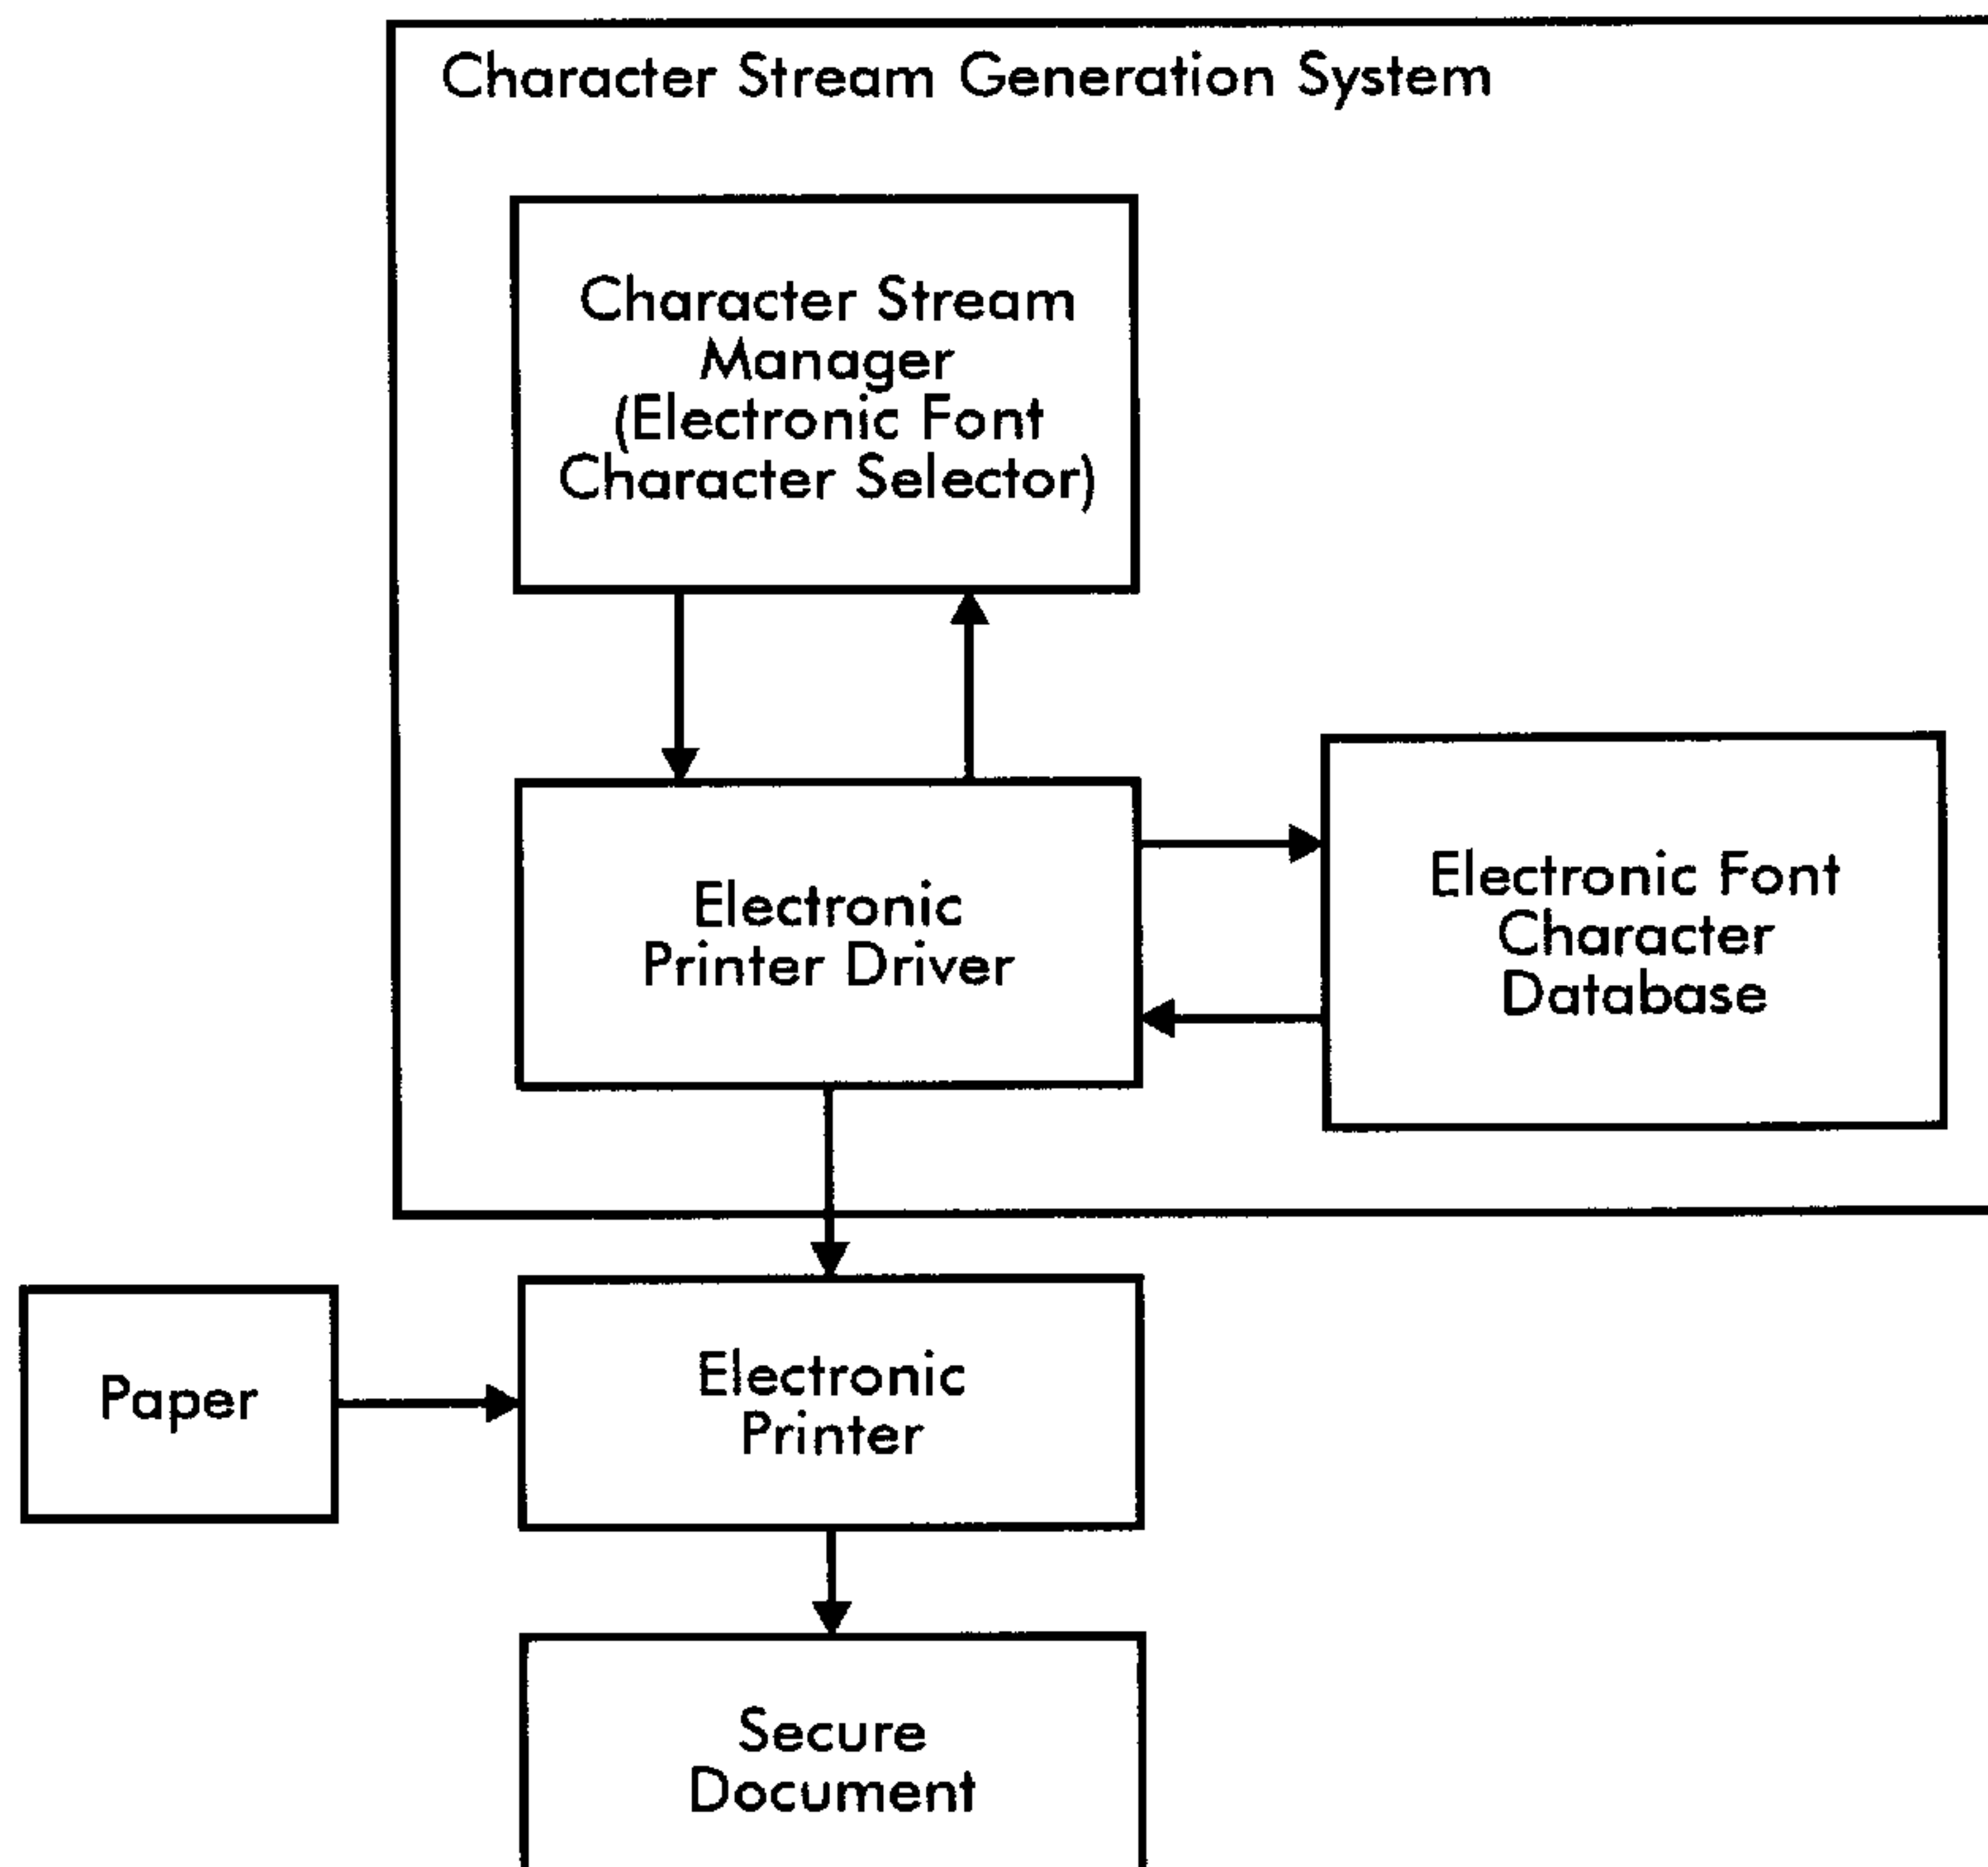 Character Stream Generation System
Character Stream
Manager
(Electronic Font
Character Selector)
Electronic
Printer Driver
Electronic Font
Character
Database
Paper
Electronic
Printer
Secure
Document